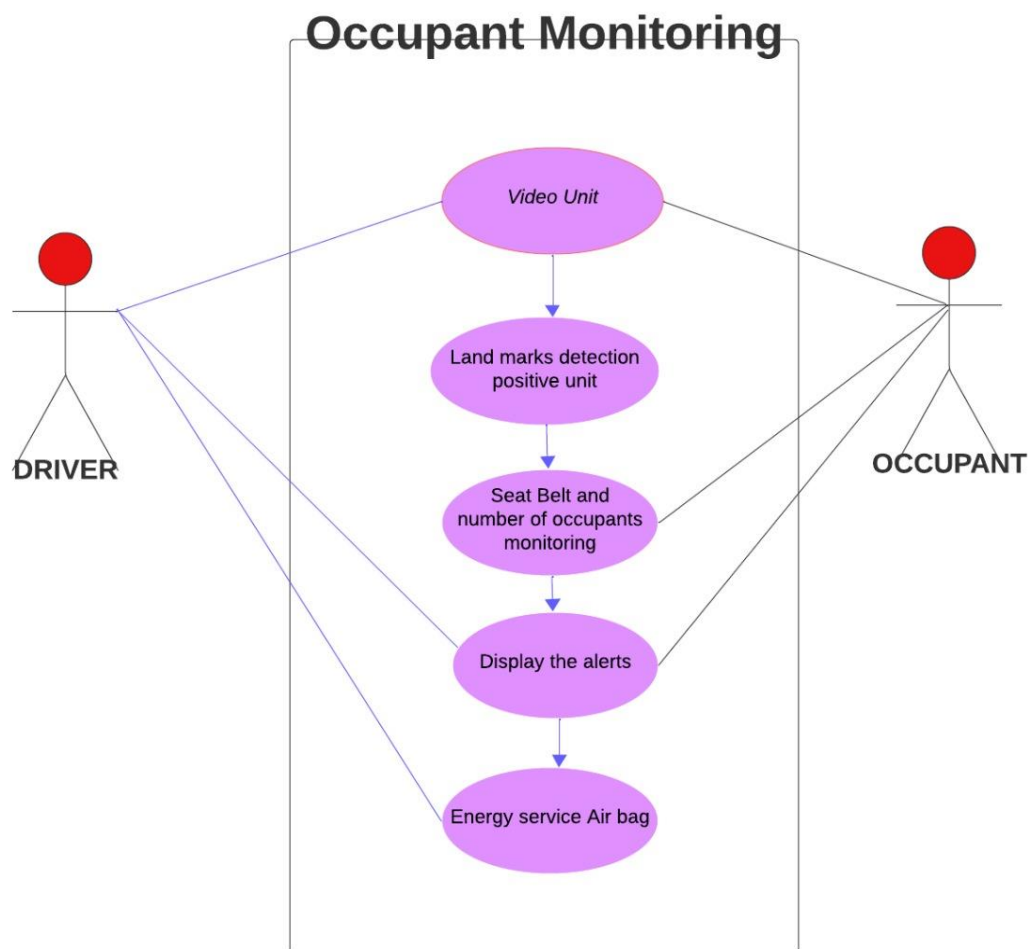 Occupant Monitoring
Video Unit
Land marks detection
positive unit
DRIVER
OCCUPANT
Seat Belt and
number of occupants
monitoring
Display the alerts
Energy service Air bag